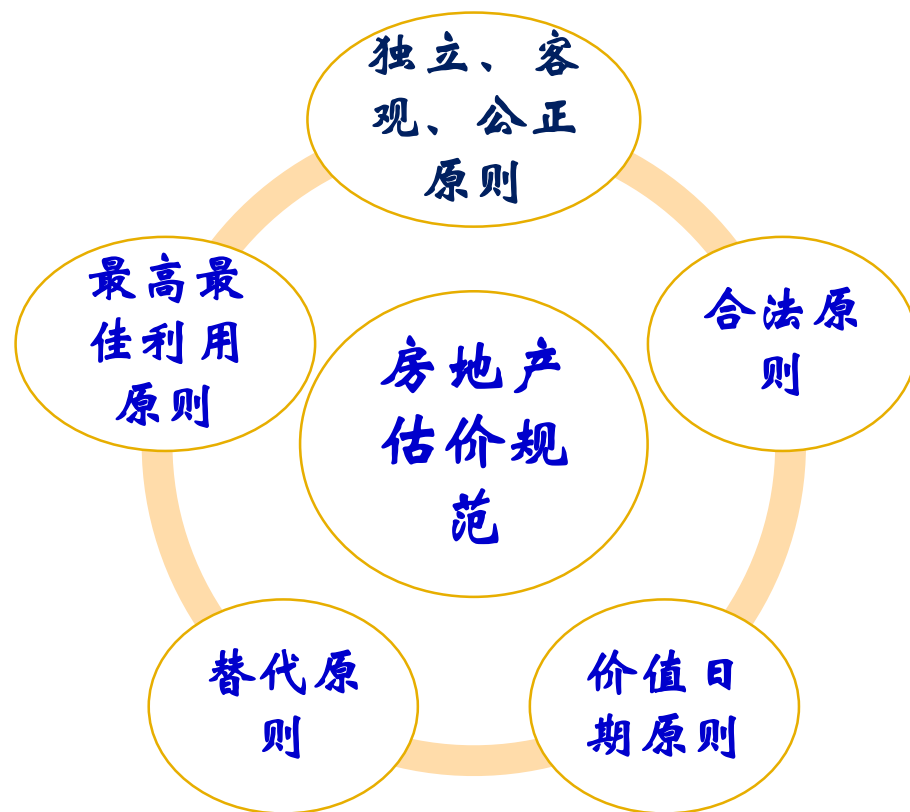 独立、客
观、公正
原则
最高最
佳利用
原则
合法原
则
房地产
估价规
范
替代原
则
价值日
期原则